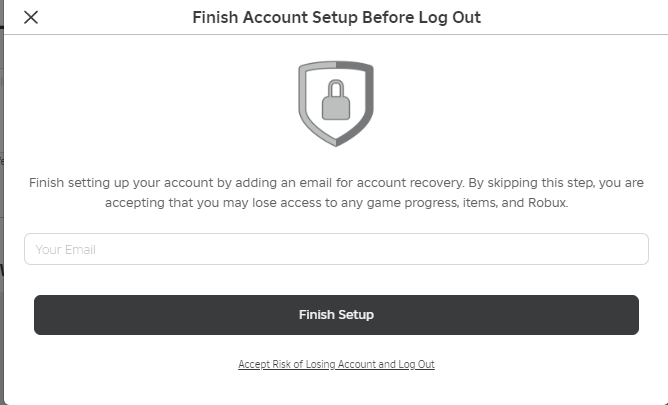 Finish Account Setup Before Log Out
Finish setting up your account by adding an email for account recovery. By skipping this step, you are
accepting that you may lose access to any game progress, items, and Robux.
Your Email
Finish Setup
Accept Risk of Losing Account and Log Out